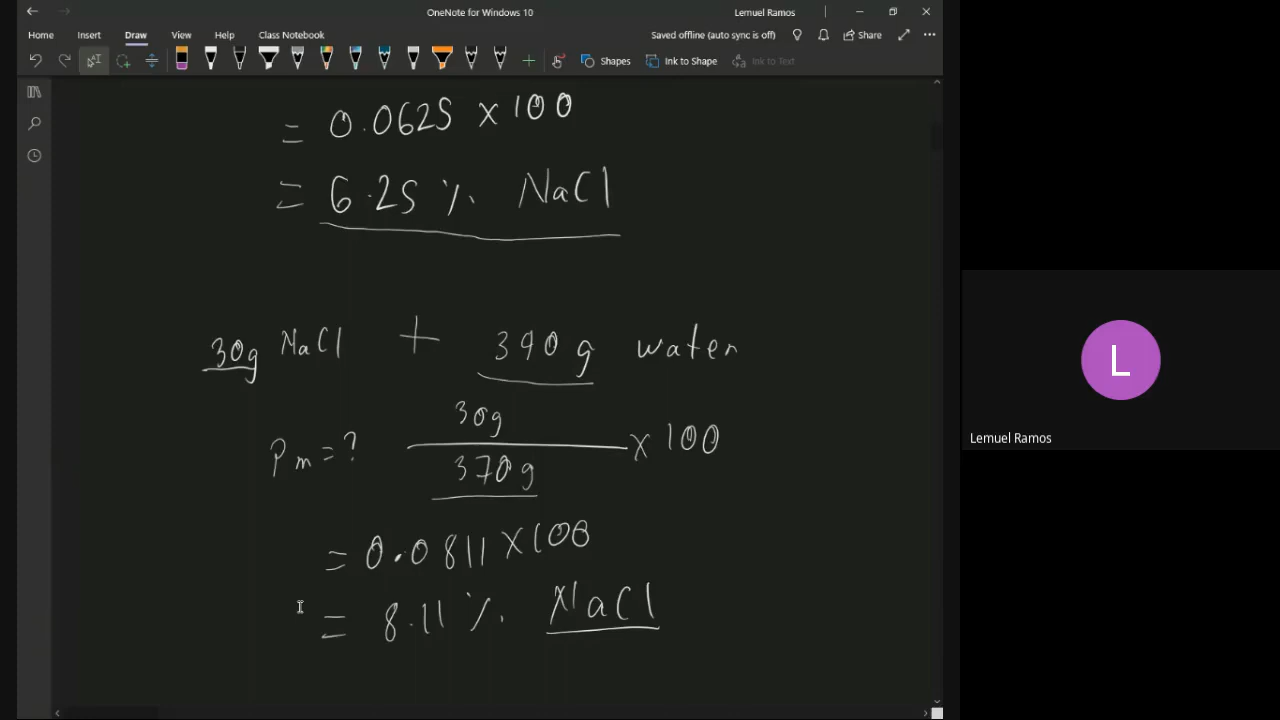 OneNote for Windows 10
Lemuel Ramos
Home Insert Draw View Help Class Notebook
Saved offline (auto sync is off) Share
Shapes Ink to Shape Ink to Text
= 0.0625 x 100
= 6.25 % NaCl
30g NaCl + 340 g water
Pm = ? 30g
370 g x 100
= 0.0811 x 100
= 8.11 % NaCl
L
Lemuel Ramos